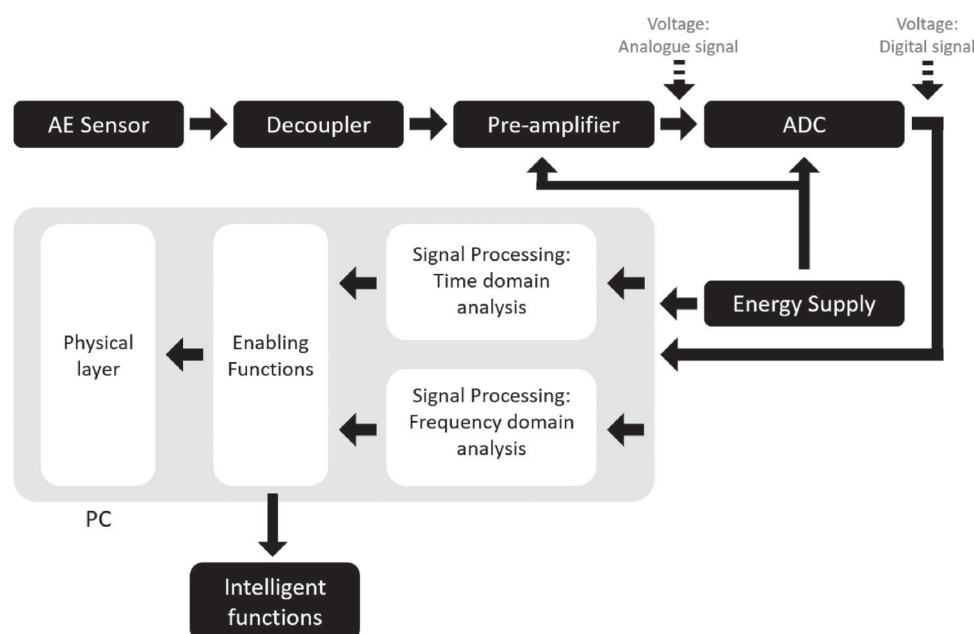 Voltage:
Analogue signal
Voltage:
Digital signal
AE Sensor
Decoupler
Pre-amplifier
ADC
Signal Processing:
Time domain
analysis
Energy Supply
Physical
layer
Enabling
Functions
Signal Processing:
Frequency domain
analysis
PC
Intelligent
functions